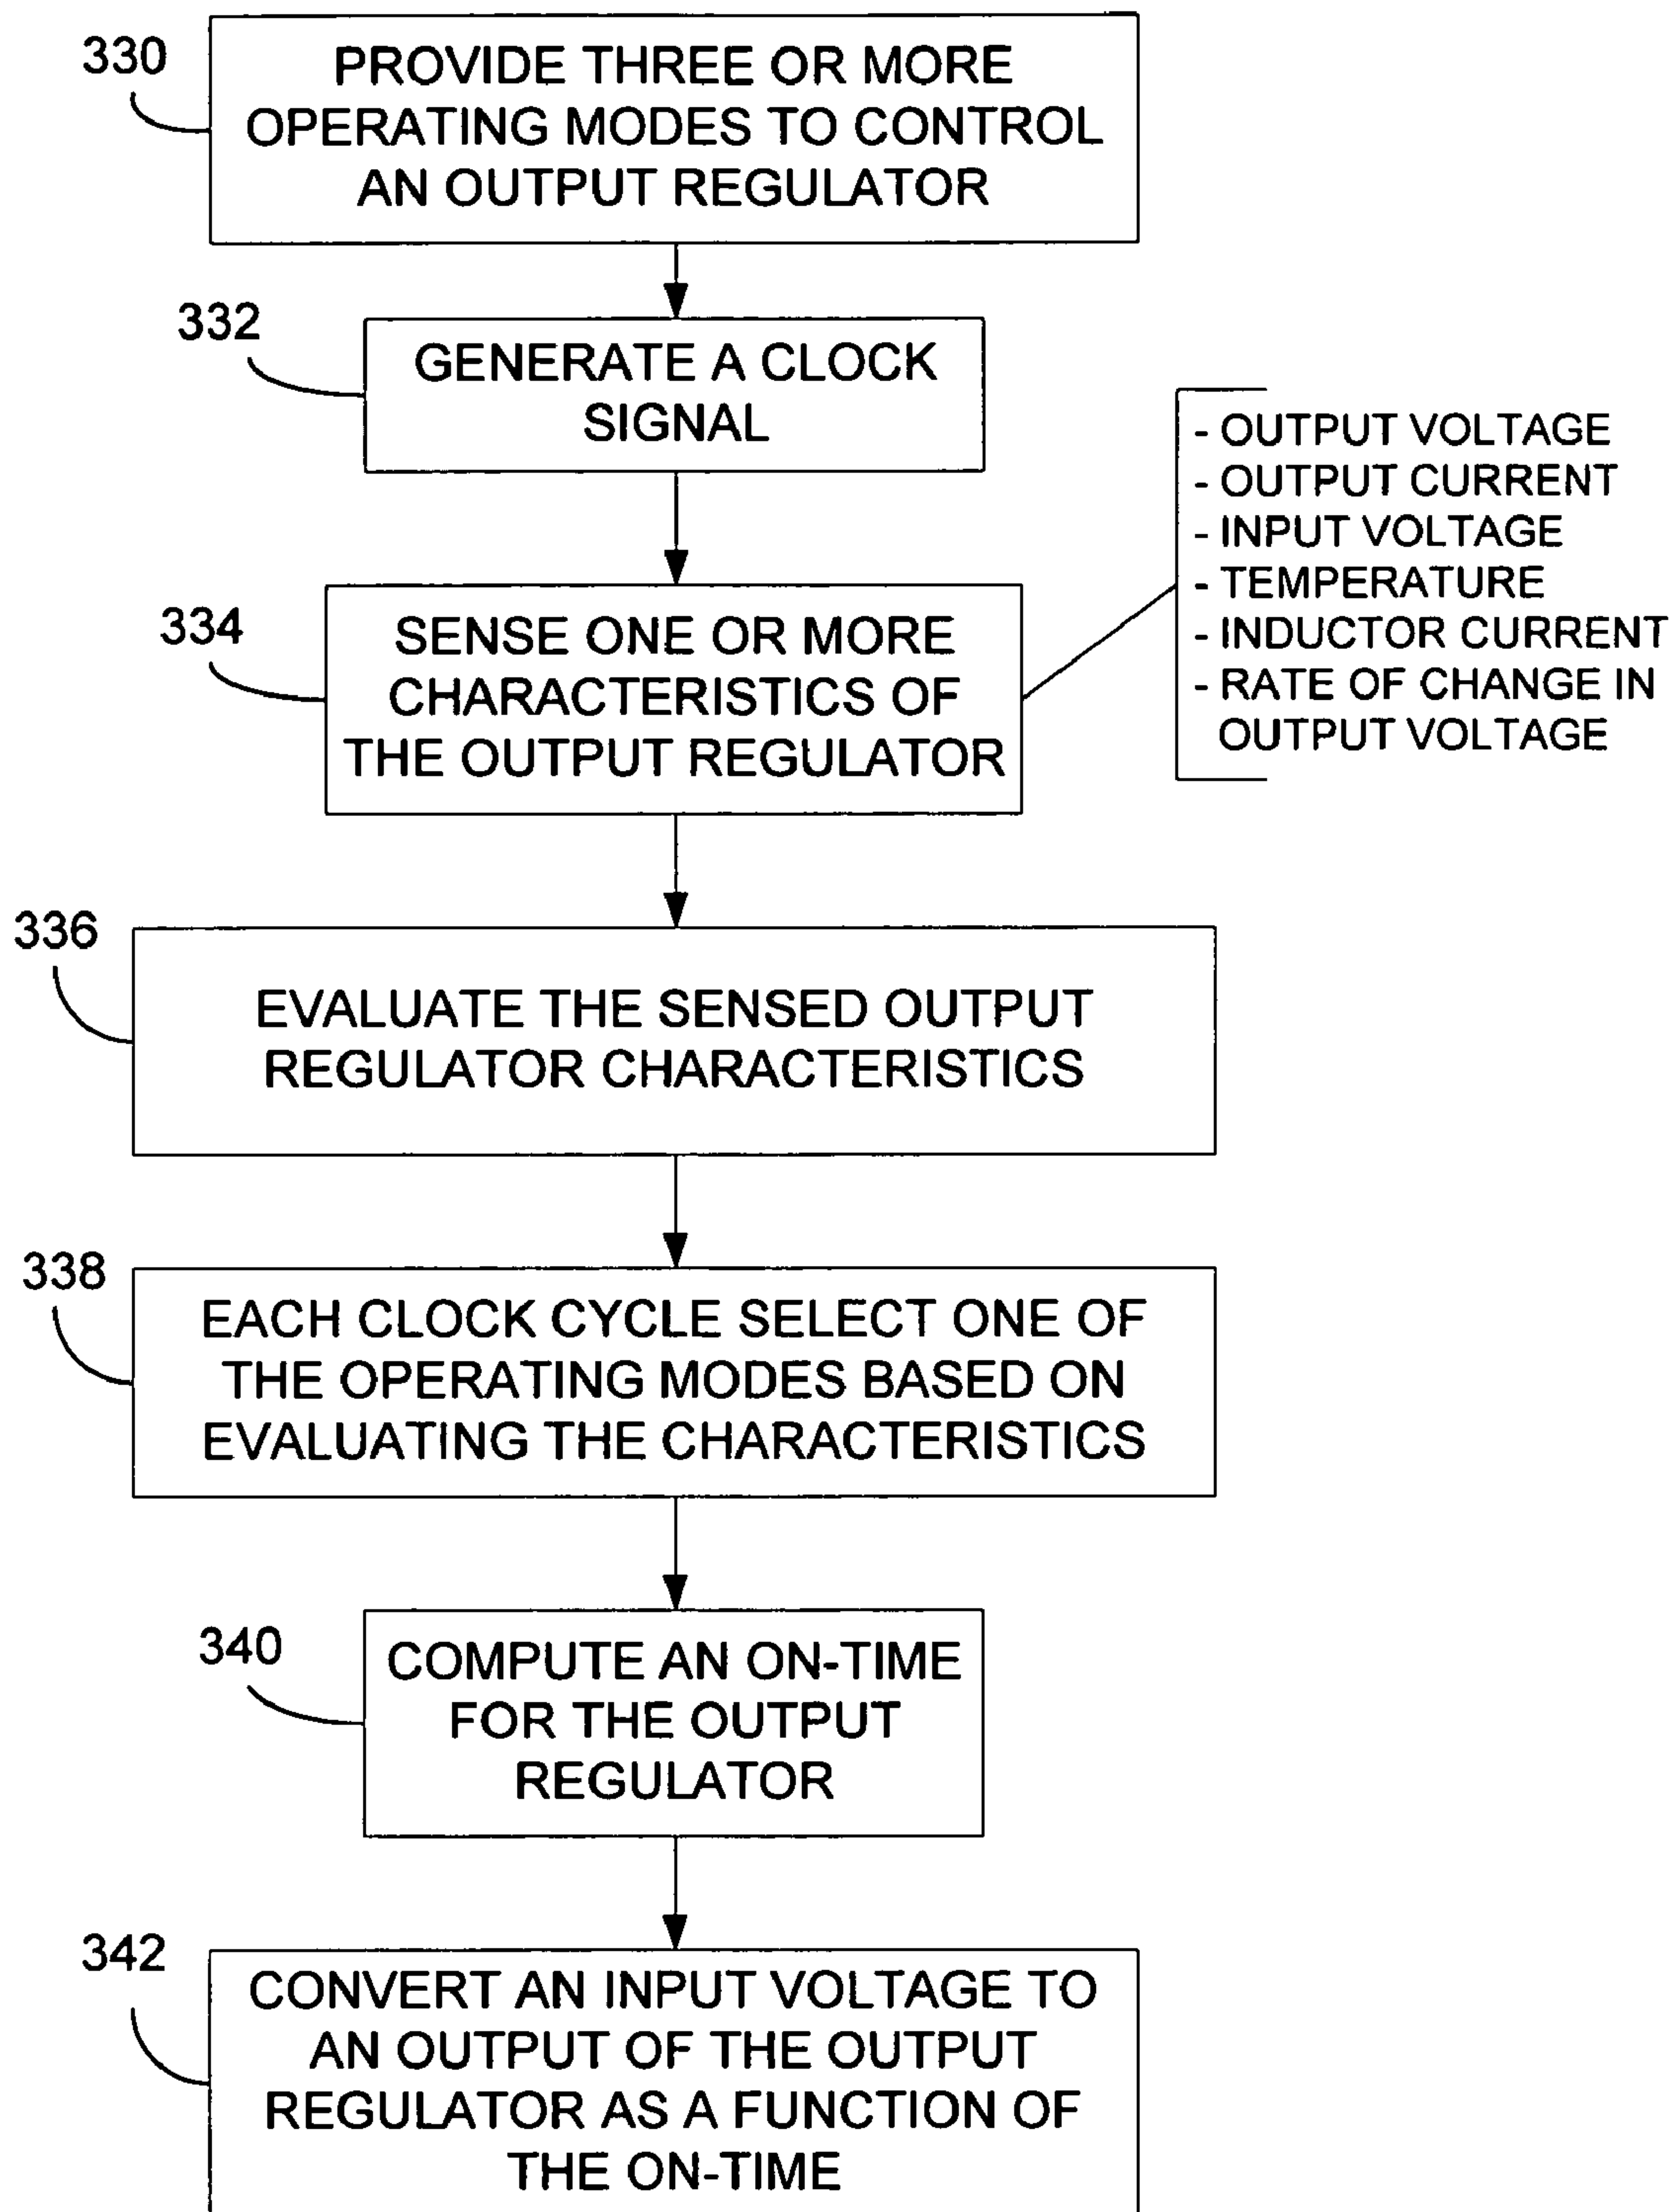 330
PROVIDE THREE OR MORE
OPERATING MODES TO CONTROL
AN OUTPUT REGULATOR
332
GENERATE A CLOCK
SIGNAL
334
SENSE ONE OR MORE
CHARACTERISTICS OF
THE OUTPUT REGULATOR
- OUTPUT VOLTAGE
- OUTPUT CURRENT
- INPUT VOLTAGE
- TEMPERATURE
- INDUCTOR CURRENT
- RATE OF CHANGE IN
OUTPUT VOLTAGE
336
EVALUATE THE SENSED OUTPUT
REGULATOR CHARACTERISTICS
338
EACH CLOCK CYCLE SELECT ONE OF
THE OPERATING MODES BASED ON
EVALUATING THE CHARACTERISTICS
340
COMPUTE AN ON-TIME
FOR THE OUTPUT
REGULATOR
342
CONVERT AN INPUT VOLTAGE TO
AN OUTPUT OF THE OUTPUT
REGULATOR AS A FUNCTION OF
THE ON-TIME